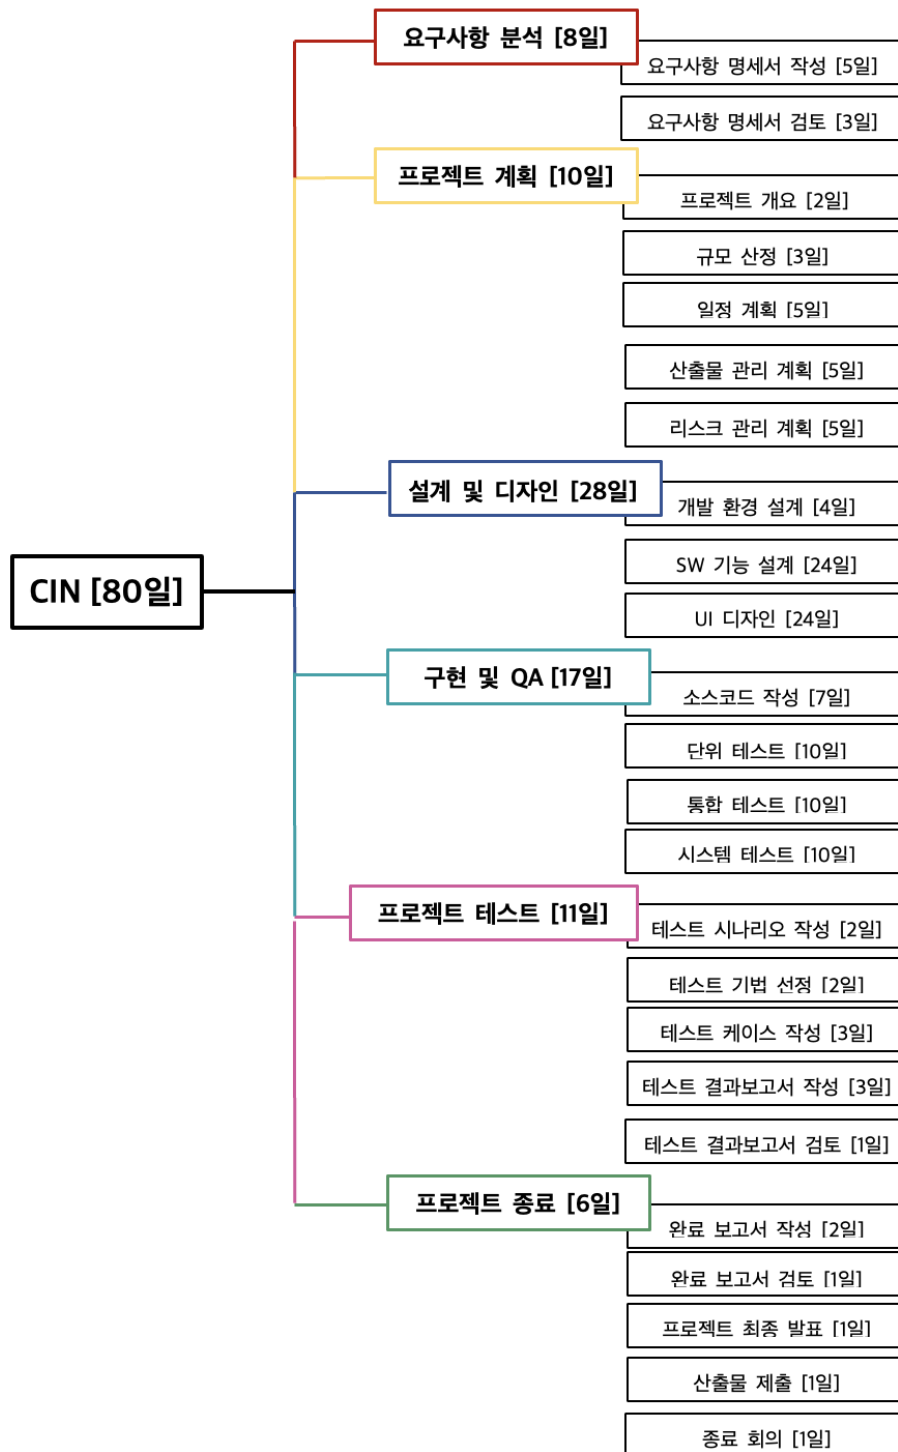 요구사항 분석 [8일]
요구사항 명세서 작성 [5일]
요구사항 명세서 검토 [3일]
프로젝트 계획 [10일]
프로젝트 개요 [2일]
규모 산정 [3일]
일정 계획 [5일]
산출물 관리 계획 [5일]
리스크 관리 계획 [5일]
설계 및 디자인 [28일]
개발 환경 설계 [4일]
SW 기능 설계 [24일]
CIN [80일]
UI 디자인 [24일]
구현 및 QA [17일]
소스코드 작성 [7일]
단위 테스트 [10일]
통합 테스트 [10일]
시스템 테스트 [10일]
프로젝트 테스트 [11일]
테스트 시나리오 작성 [2일]
테스트 기법 선정 [2일]
테스트 케이스 작성 [3일]
테스트 결과보고서 작성 [3일]
테스트 결과보고서 검토 [1일]
프로젝트 종료 [6일]
완료 보고서 작성 [2일]
완료 보고서 검토 [1일]
프로젝트 최종 발표 [1일]
산출물 제출 [1일]
종료 회의 [1일]